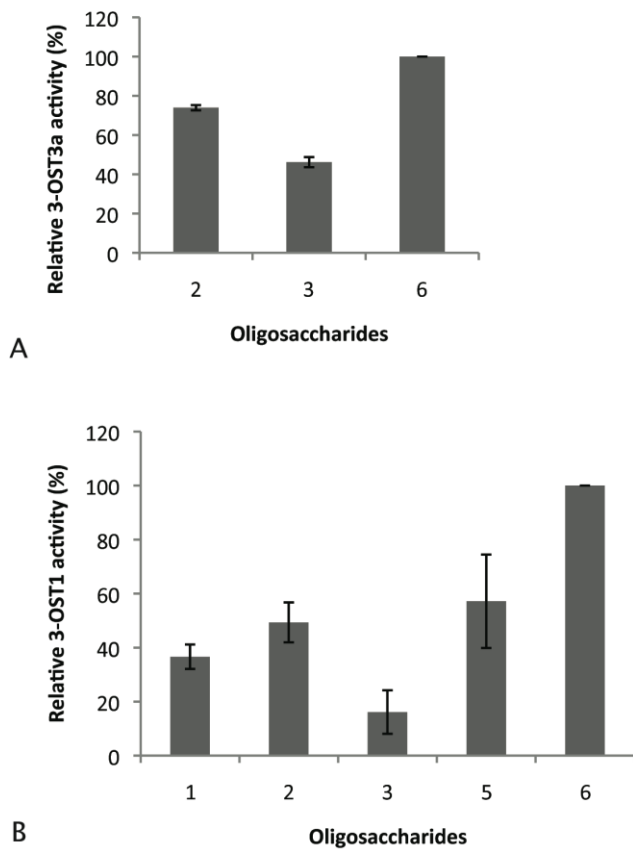 Relative 3-OST3a activity (%)
120
100
80
60
40
20
0
2 3 6
Oligosaccharides
A
Relative 3-OST1 activity (%)
120
100
80
60
40
20
0
1 2 3 5 6
Oligosaccharides
B